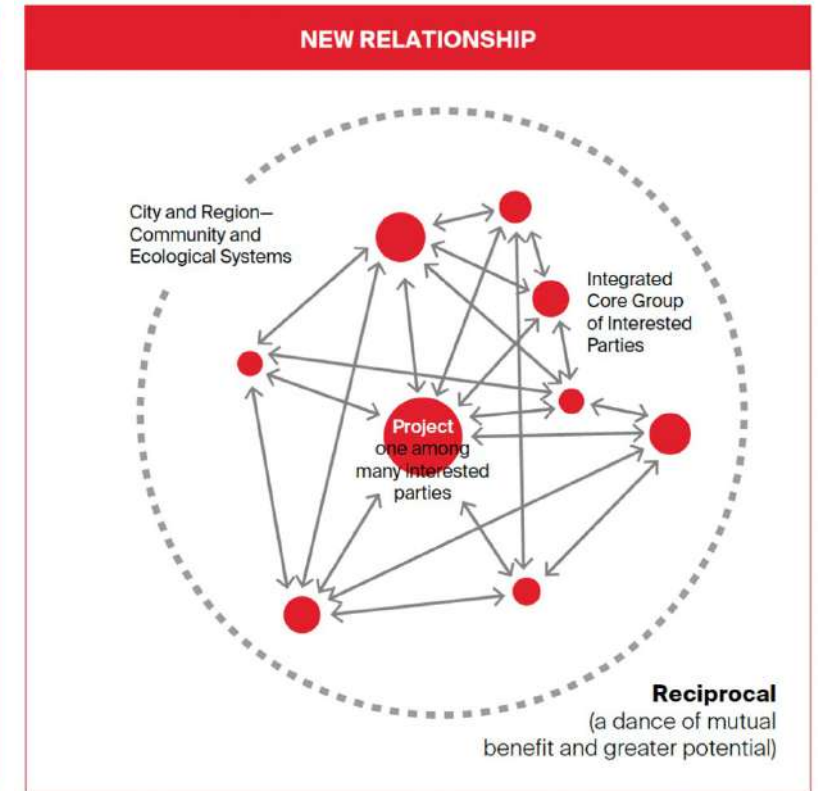 NEW RELATIONSHIP
City and Region—
Community and
Ecological Systems
Integrated
Core Group
of Interested
Parties
Project
one among
many interested
parties
Reciprocal
(a dance of mutual
benefit and greater potential)